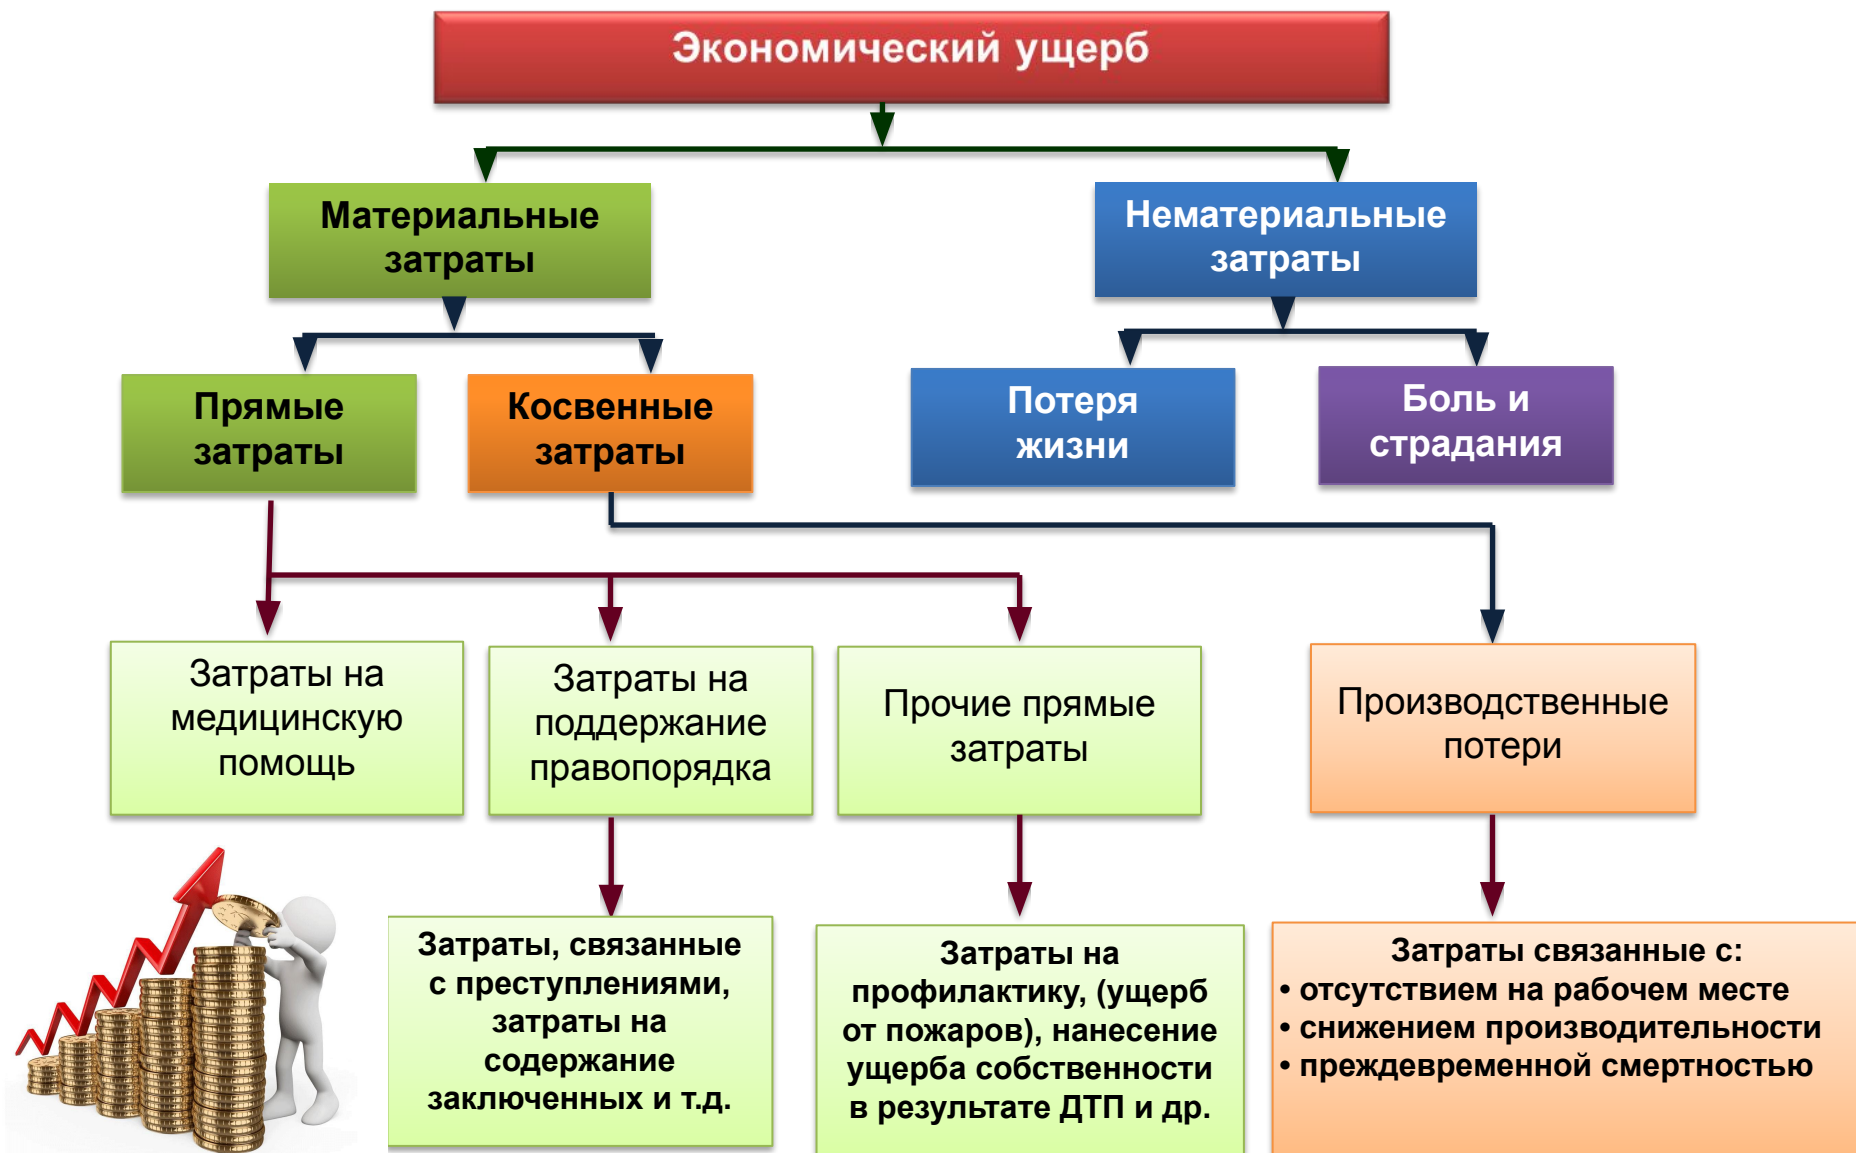 Экономический ущерб
Материальные
затраты
Нематериальные
затраты
Прямые
затраты
Косвенные
затраты
Потеря
жизни
Боль и
страдания
Затраты на
медицинскую
помощь
Затраты на
поддержание
правопорядка
Прочие прямые
затраты
Производственные
потери
Затраты, связанные
с преступлениями,
затраты на
содержание
заключенных и т.д.
Затраты на
профилактику, (ущерб
от пожаров), нанесение
ущерба собственности
в результате ДТП и др.
Затраты связанные с:
• отсутствием на рабочем месте
• снижением производительности
• преждевременной смертностью